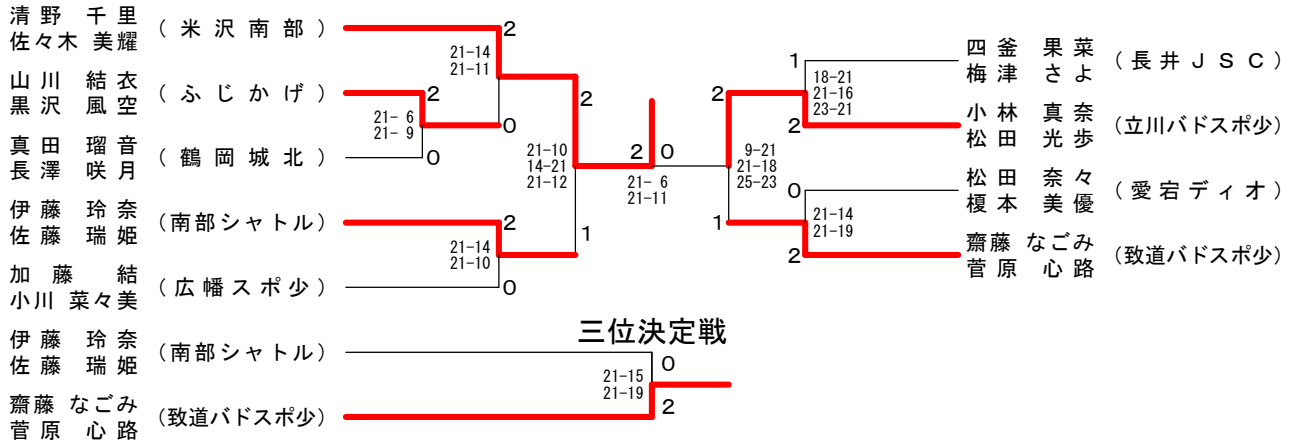 清野 千里
佐々木 美耀
(米沢南部)
山川 結衣
黒沢 風空
(ふじかげ)
真田 瑠音
長澤 咲月
(鶴岡城北)
伊藤 玲奈
佐藤 瑞姫
(南部シャトル)
加藤 結
小川 菜々美
(広幡スポ少)
2
21-14
21-11
2
21- 6
21- 9
0
0
2
21-10
14-21
21-12
2
21-14
21-10
0
1
2 0
21- 6
21-11
2
9-21
21-18
25-23
1
1
18-21
21-16
23-21
2
0
21-14
21-19
2
四釜 果菜
梅津 さよ
(長井JSC)
小林 真奈
松田 光歩
(立川バドスポ少)
松田 奈々
榎本 美優
(愛宕ディオ)
齋藤 なごみ
菅原 心路
(致道バドスポ少)
三位決定戦
伊藤 玲奈
佐藤 瑞姫
(南部シャトル)
齋藤 なごみ
菅原 心路
(致道バドスポ少)
0
21-15
21-19
2